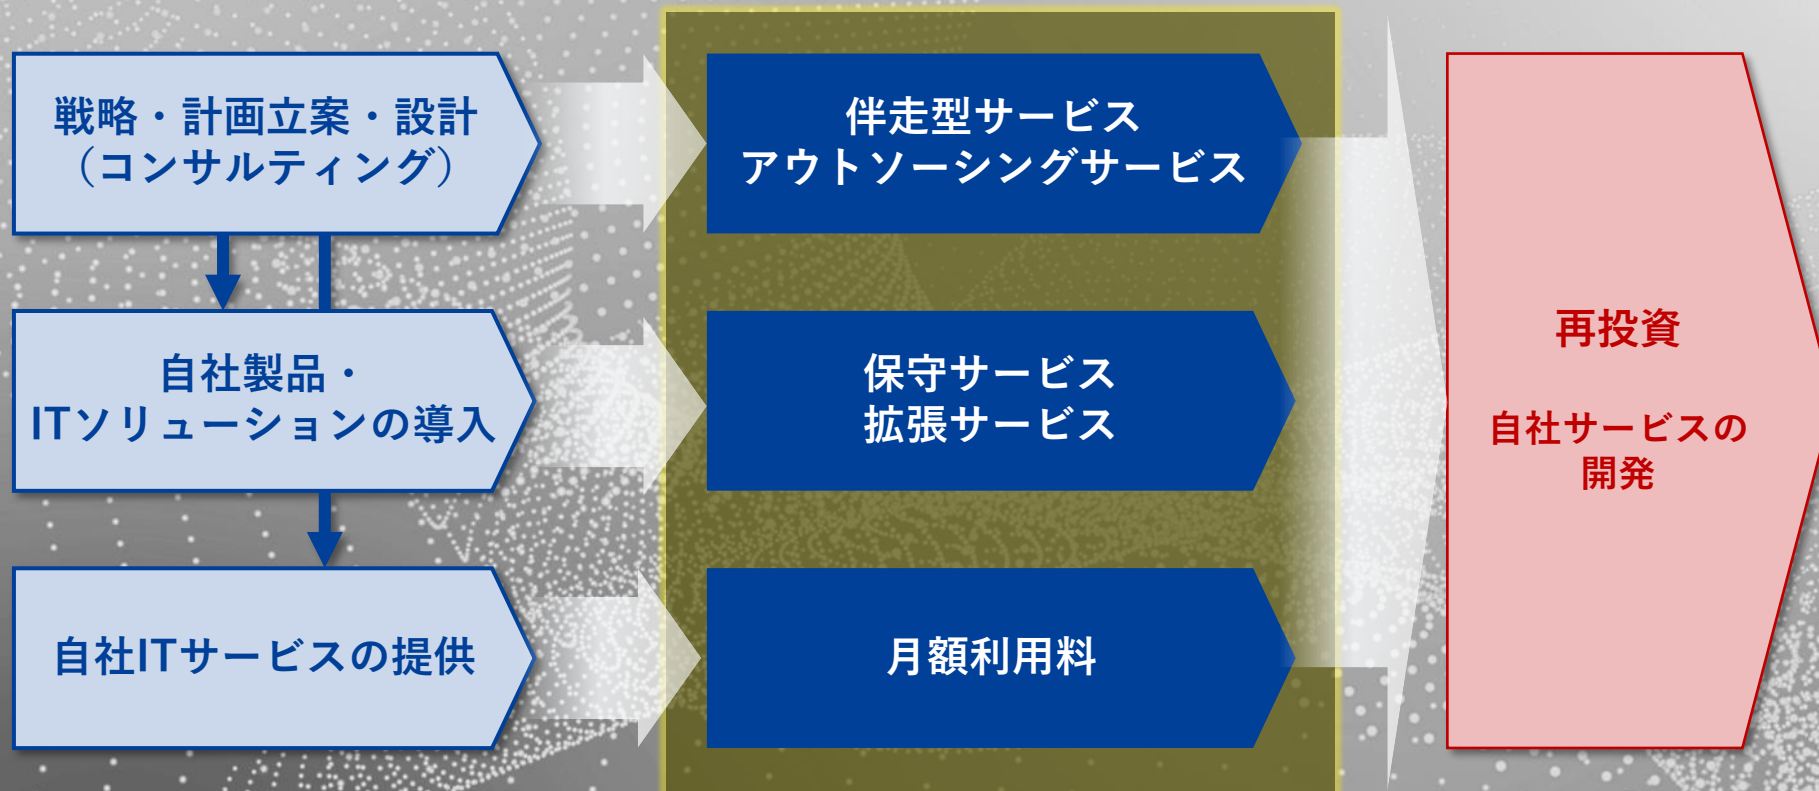 戦略・計画立案・設計
（コンサルティング）
伴走型サービス
アウトソーシングサービス
自社製品・
ITソリューションの導入
保守サービス
拡張サービス
自社ITサービスの提供
月額利用料
再投資
自社サービスの
開発